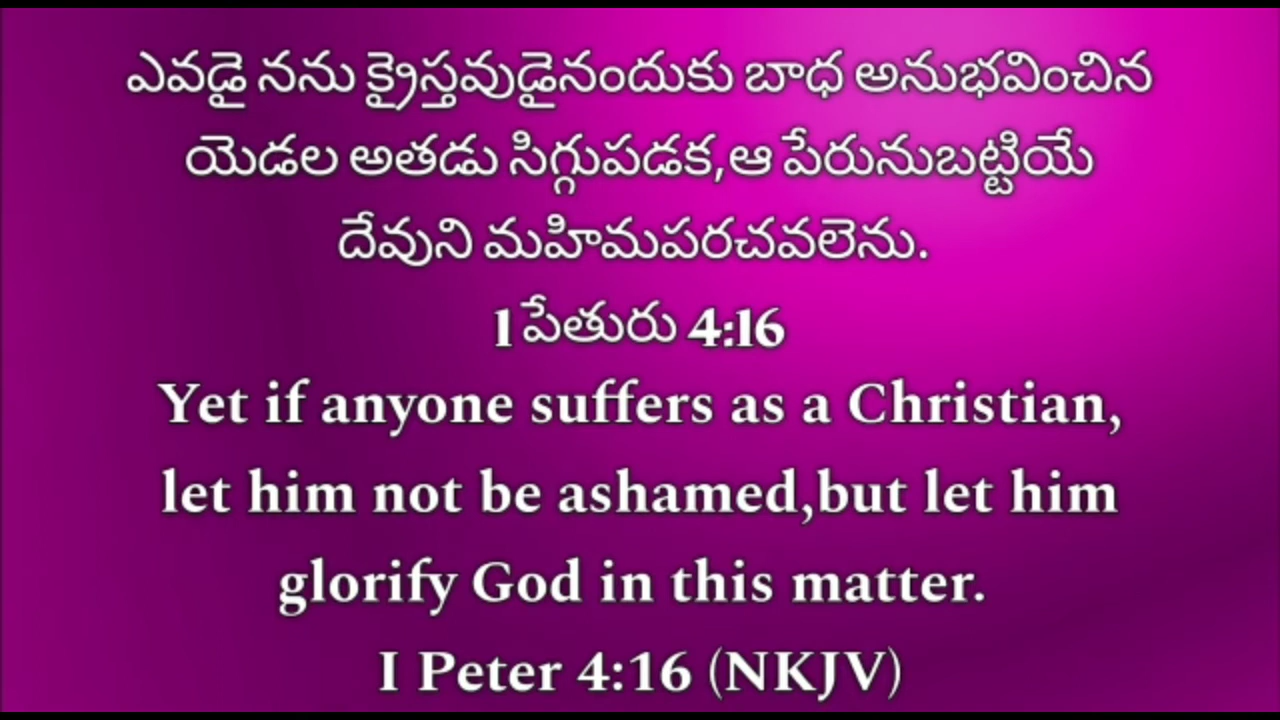 ఎవడై నను క్రైస్తవుడైనందుకు బాధ అనుభవించిన
యెడల అతడు సిగ్గుపడక,ఆ పేరునుబట్టియే
దేవుని మహిమపరచవలెను.
1 పేతురు 4:16
Yet if anyone suffers as a Christian,
let him not be ashamed,but let him
glorify God in this matter.
I Peter 4:16 (NKJV)